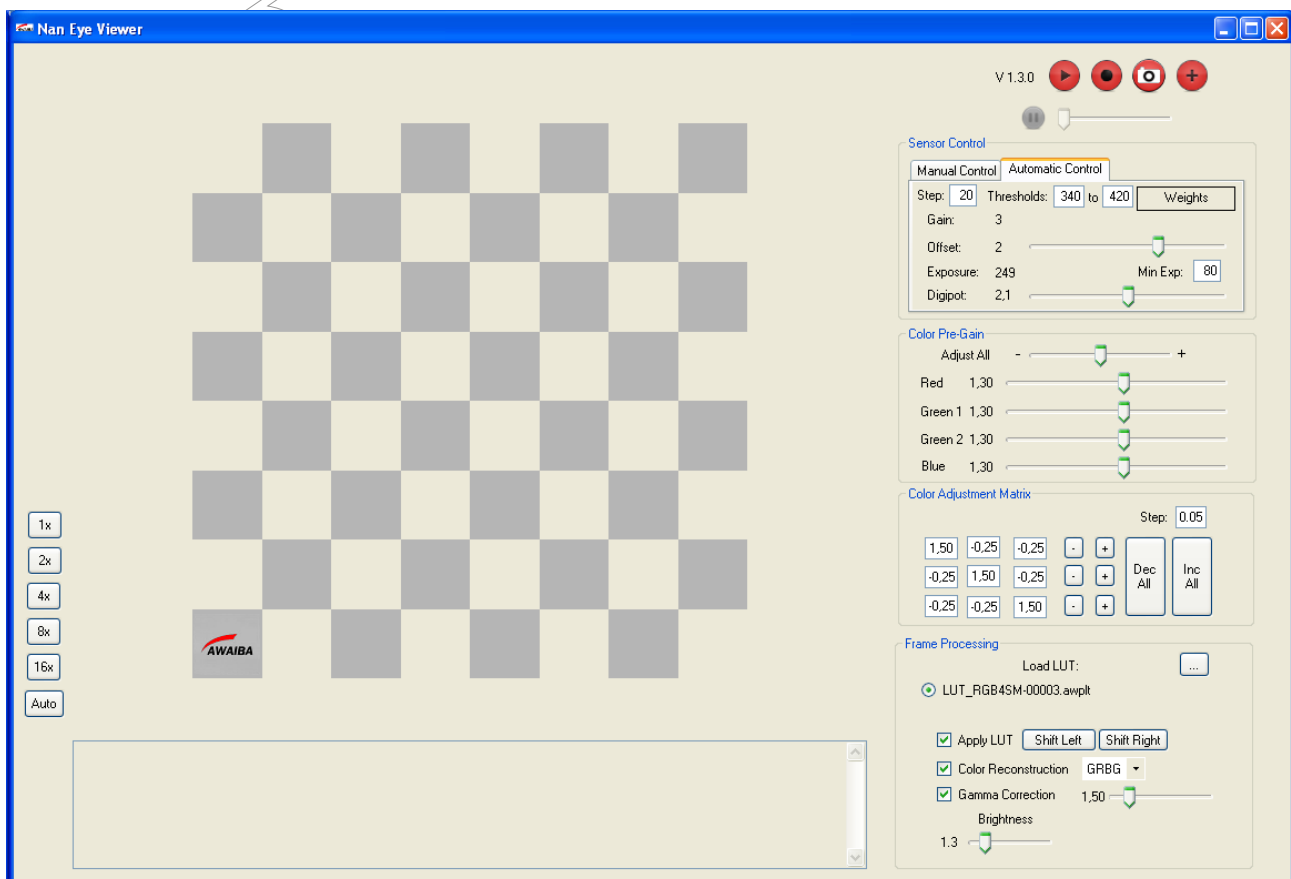 Nan Eye Viewer
V 1.3.0
Sensor Control
Manual Control Automatic Control
Step: 20 Thresholds: 340 to 420 Weights
Gain: 3
Offset: 2
Exposure: 249 Min Exp: 80
Digipot: 2,1
Color Pre-Gain
Adjust All - +
Red 1,30
Green 1 1,30
Green 2 1,30
Blue 1,30
Color Adjustment Matrix
Step: 0.05
1,50 -0,25 -0,25 - +
-0,25 1,50 -0,25 - +
-0,25 -0,25 1,50 - +
Dec All
Inc All
Frame Processing
Load LUT: ...
LUT_RGB4SM-00003.awplt
Apply LUT Shift Left Shift Right
Color Reconstruction GRBG
Gamma Correction 1,50
Brightness
1.3
1x
2x
4x
8x
16x
Auto
AWAIBA